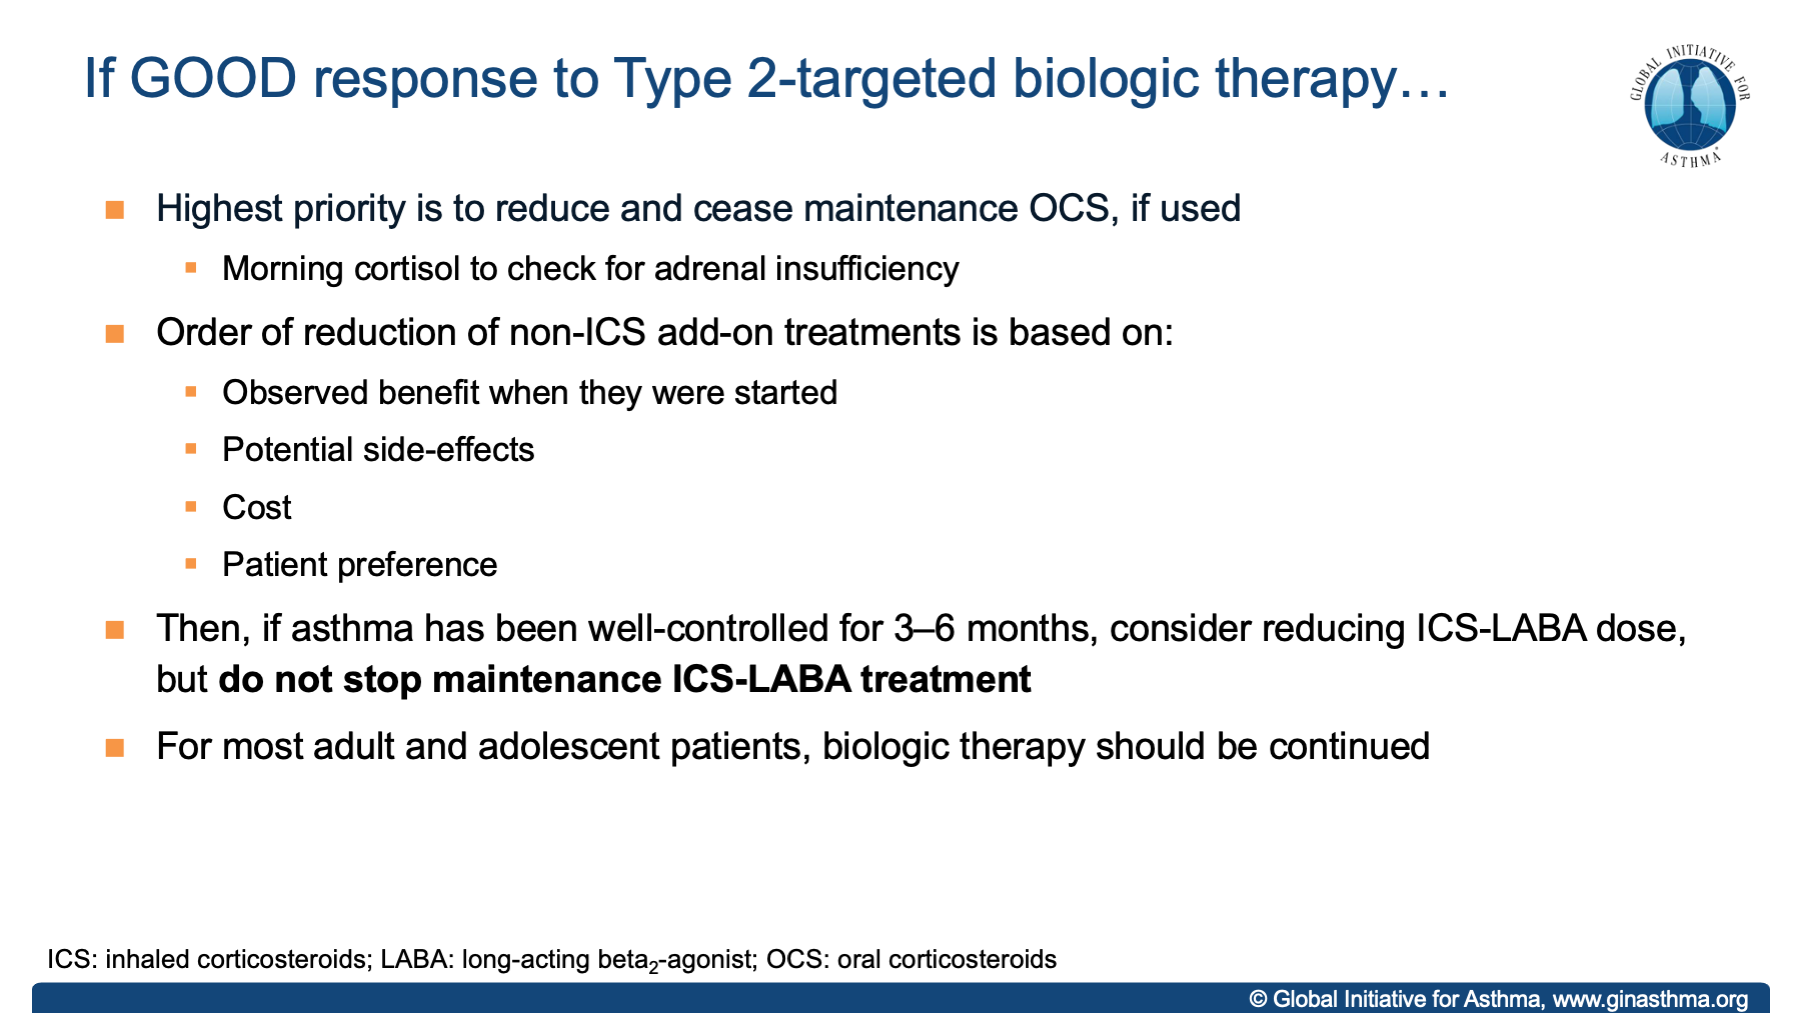 If GOOD response to Type 2-targeted biologic therapy…
GLOBAL INITIATIVE FOR
ASTHMA
■ Highest priority is to reduce and cease maintenance OCS, if used
▪ Morning cortisol to check for adrenal insufficiency
■ Order of reduction of non-ICS add-on treatments is based on:
▪ Observed benefit when they were started
▪ Potential side-effects
▪ Cost
▪ Patient preference
■ Then, if asthma has been well-controlled for 3–6 months, consider reducing ICS-LABA dose,
but do not stop maintenance ICS-LABA treatment
■ For most adult and adolescent patients, biologic therapy should be continued
ICS: inhaled corticosteroids; LABA: long-acting beta₂-agonist; OCS: oral corticosteroids
© Global Initiative for Asthma, www.ginasthma.org